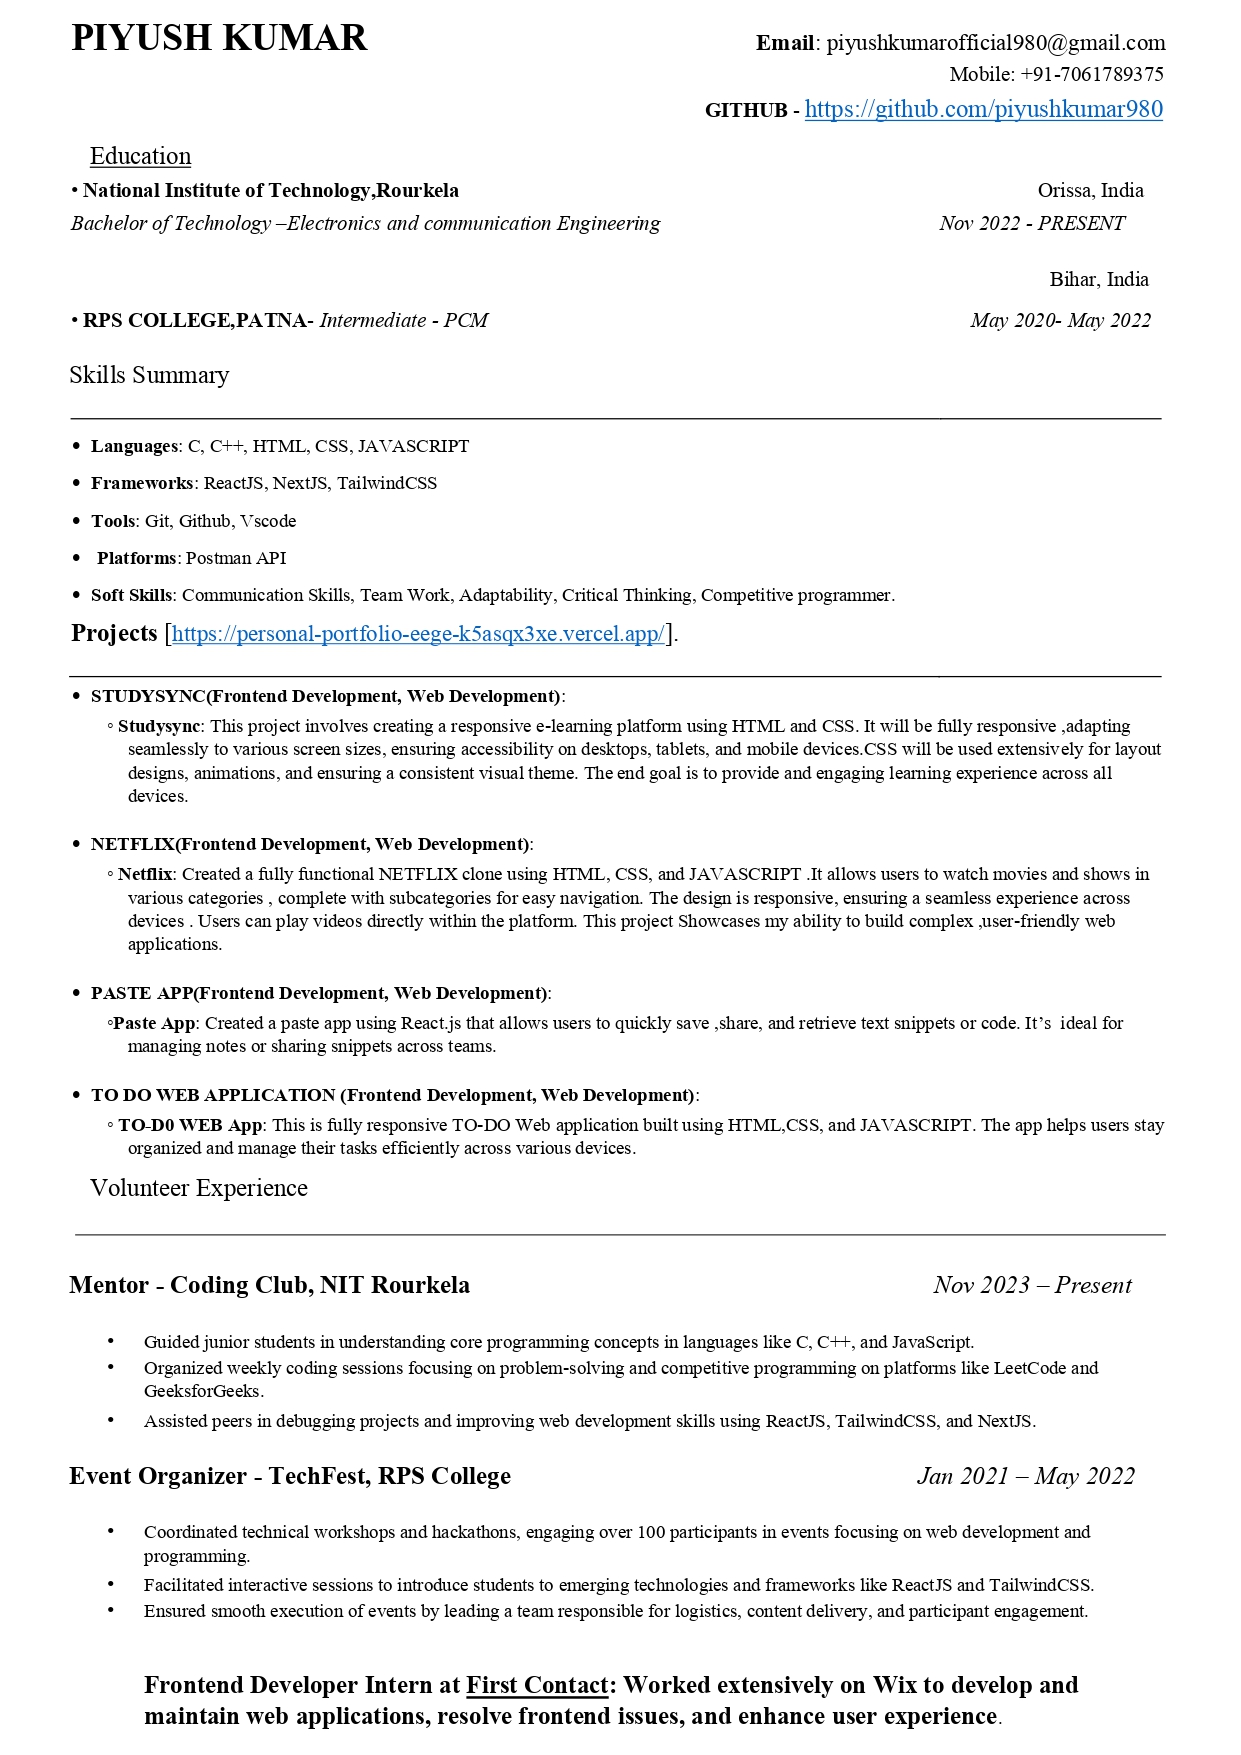 PIYUSH KUMAR
Email: piyushkumarofficial980@gmail.com
Mobile: +91-7061789375
GITHUB - https://github.com/piyushkumar980
Education
• National Institute of Technology,Rourkela Orissa, India
Bachelor of Technology –Electronics and communication Engineering Nov 2022 - PRESENT
Bihar, India
• RPS COLLEGE,PATNA- Intermediate - PCM May 2020- May 2022
Skills Summary
• Languages: C, C++, HTML, CSS, JAVASCRIPT
• Frameworks: ReactJS, NextJS, TailwindCSS
• Tools: Git, Github, Vscode
• Platforms: Postman API
• Soft Skills: Communication Skills, Team Work, Adaptability, Critical Thinking, Competitive programmer.
Projects [https://personal-portfolio-eege-k5asqx3xe.vercel.app/].
• STUDYSYNC(Frontend Development, Web Development):
◦ Studysync: This project involves creating a responsive e-learning platform using HTML and CSS. It will be fully responsive ,adapting
seamlessly to various screen sizes, ensuring accessibility on desktops, tablets, and mobile devices.CSS will be used extensively for layout
designs, animations, and ensuring a consistent visual theme. The end goal is to provide and engaging learning experience across all
devices.
• NETFLIX(Frontend Development, Web Development):
◦ Netflix: Created a fully functional NETFLIX clone using HTML, CSS, and JAVASCRIPT .It allows users to watch movies and shows in
various categories , complete with subcategories for easy navigation. The design is responsive, ensuring a seamless experience across
devices . Users can play videos directly within the platform. This project Showcases my ability to build complex ,user-friendly web
applications.
• PASTE APP(Frontend Development, Web Development):
◦Paste App: Created a paste app using React.js that allows users to quickly save ,share, and retrieve text snippets or code. It’s ideal for
managing notes or sharing snippets across teams.
• TO DO WEB APPLICATION (Frontend Development, Web Development):
◦ TO-D0 WEB App: This is fully responsive TO-DO Web application built using HTML,CSS, and JAVASCRIPT. The app helps users stay
organized and manage their tasks efficiently across various devices.
Volunteer Experience
Mentor - Coding Club, NIT Rourkela Nov 2023 – Present
• Guided junior students in understanding core programming concepts in languages like C, C++, and JavaScript.
• Organized weekly coding sessions focusing on problem-solving and competitive programming on platforms like LeetCode and
GeeksforGeeks.
• Assisted peers in debugging projects and improving web development skills using ReactJS, TailwindCSS, and NextJS.
Event Organizer - TechFest, RPS College Jan 2021 – May 2022
• Coordinated technical workshops and hackathons, engaging over 100 participants in events focusing on web development and
programming.
• Facilitated interactive sessions to introduce students to emerging technologies and frameworks like ReactJS and TailwindCSS.
• Ensured smooth execution of events by leading a team responsible for logistics, content delivery, and participant engagement.
Frontend Developer Intern at First Contact: Worked extensively on Wix to develop and
maintain web applications, resolve frontend issues, and enhance user experience.